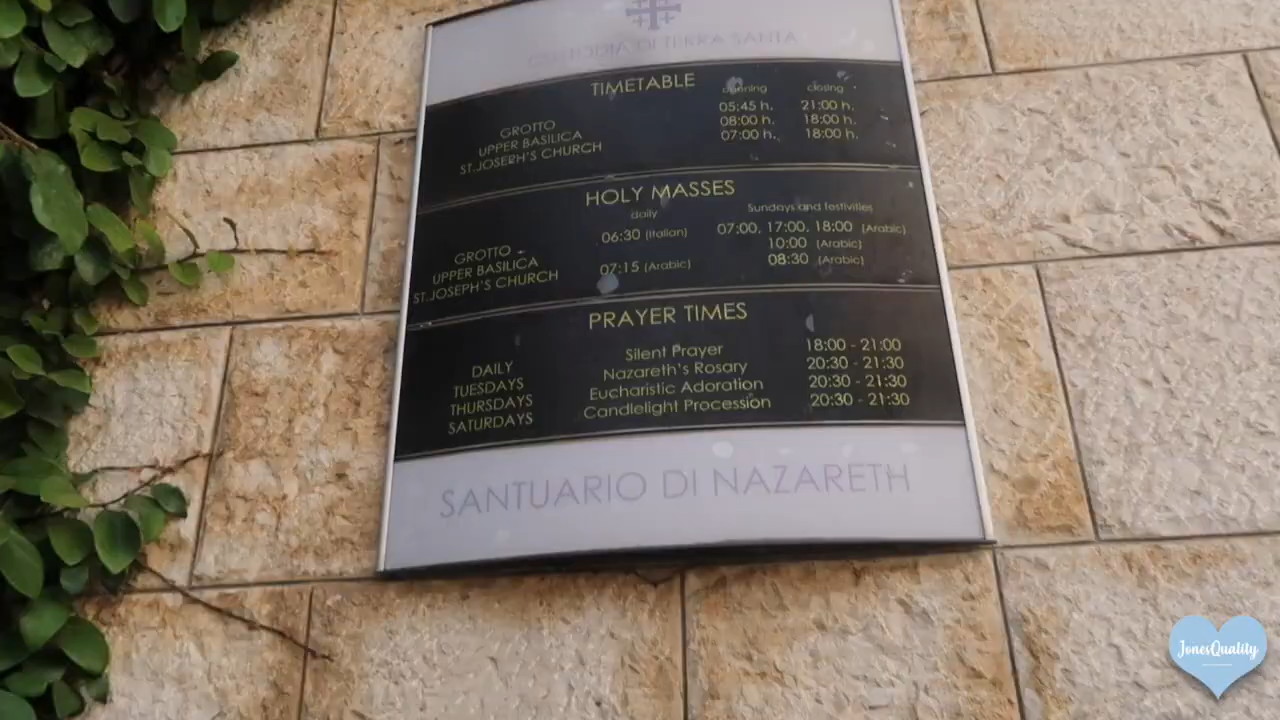 CUSTODIA DI TERRA SANTA
TIMETABLE
opening closing
GROTTO 05:45 h. 21:00 h.
UPPER BASILICA 08:00 h. 18:00 h.
ST.JOSEPH'S CHURCH 07:00 h. 18:00 h.
HOLY MASSES
daily Sundays and festivities
GROTTO 06:30 (Italian) 07:00, 17:00, 18:00 (Arabic)
UPPER BASILICA 10:00 (Arabic)
ST.JOSEPH'S CHURCH 07:15 (Arabic) 08:30 (Arabic)
PRAYER TIMES
DAILY Silent Prayer 18:00 - 21:00
TUESDAYS Nazareth's Rosary 20:30 - 21:30
THURSDAYS Eucharistic Adoration 20:30 - 21:30
SATURDAYS Candlelight Procession 20:30 - 21:30
SANTUARIO DI NAZARETH
JonesQuality